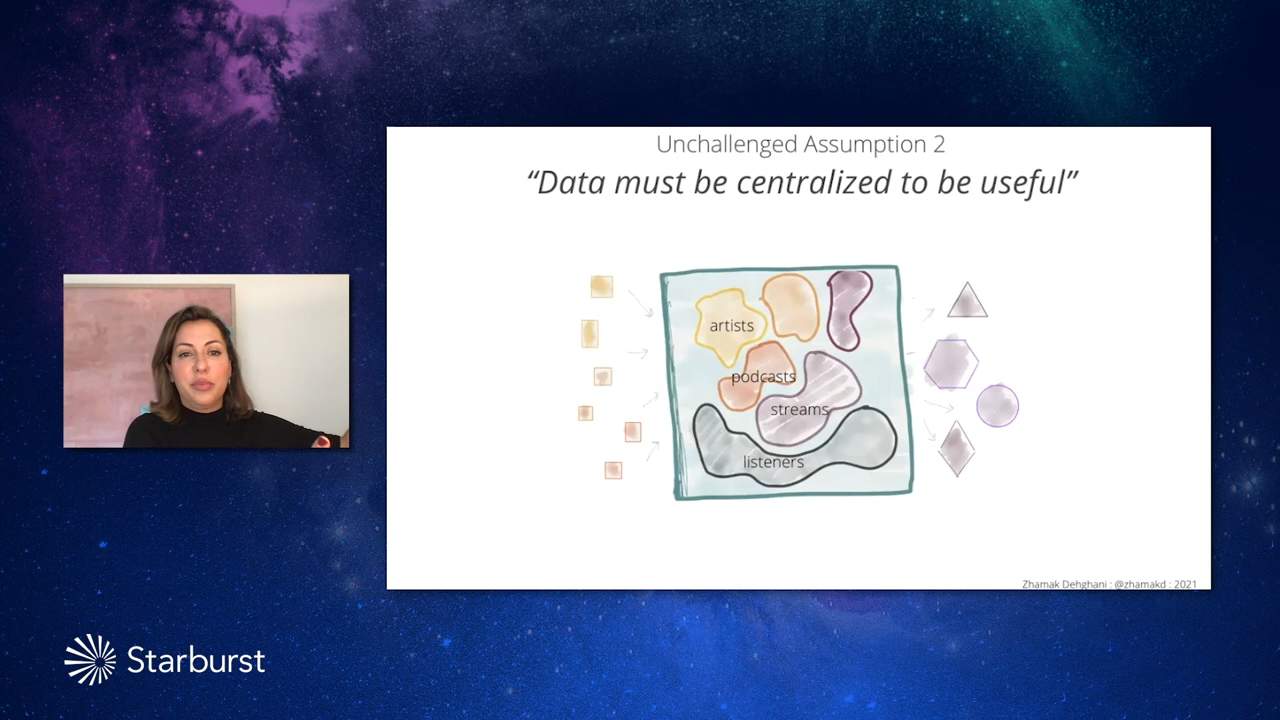 Unchallenged Assumption 2
“Data must be centralized to be useful”
artists
podcasts
streams
listeners
Zhamak Dehghani : @zhamakd : 2021
Starburst